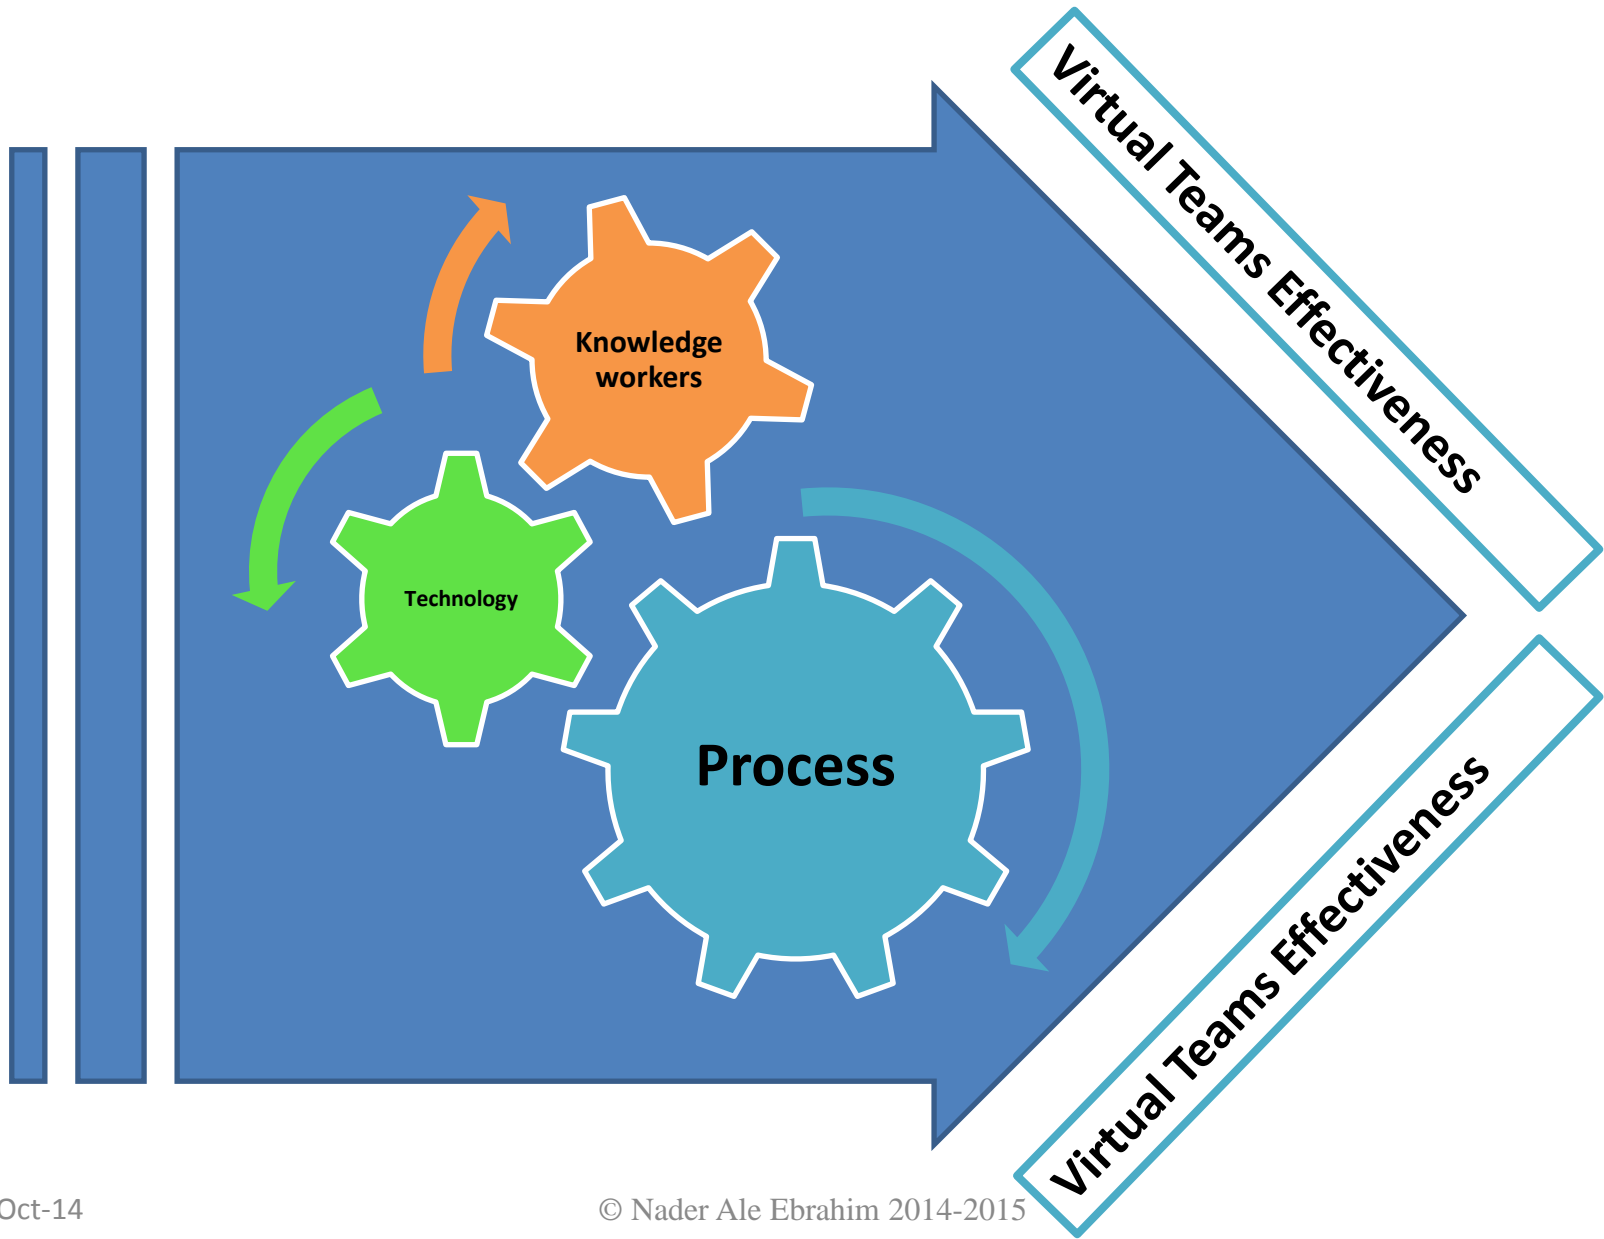 Virtual Teams Effectiveness
Knowledge
workers
Technology
Process
Virtual Teams Effectiveness
Oct-14
© Nader Ale Ebrahim 2014-2015